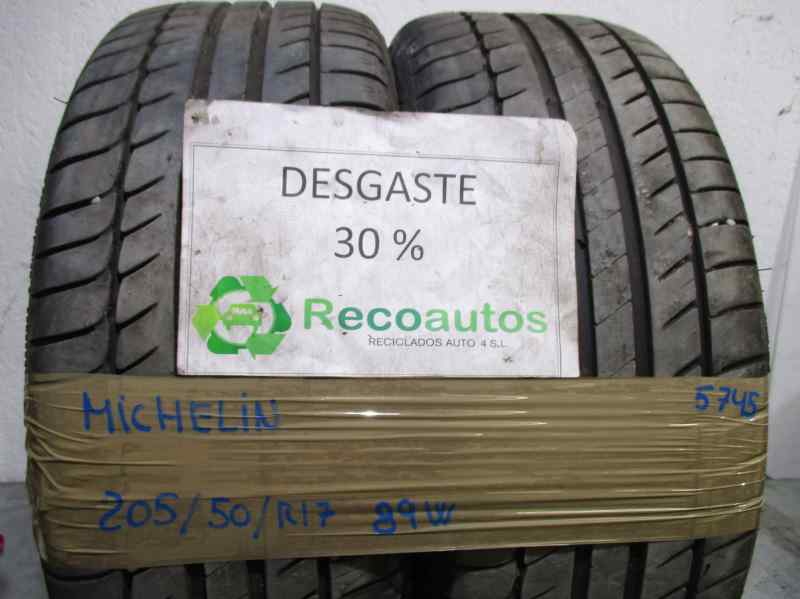 DESGASTE
30 %
Recoautos
RECICLADOS AUTO 4 S.L.
MiCHELiN
5745
205/50/R17 89W